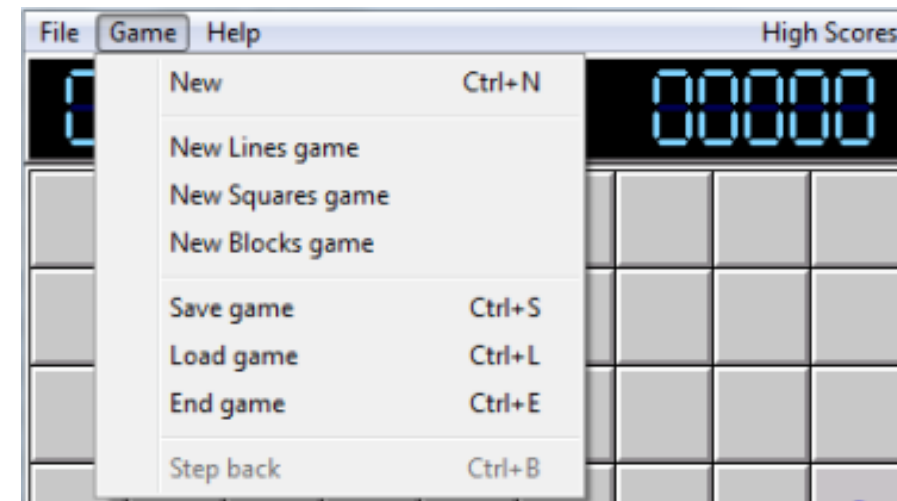 File Game Help High Scores
00000
New Ctrl+N
New Lines game
New Squares game
New Blocks game
Save game Ctrl+S
Load game Ctrl+L
End game Ctrl+E
Step back Ctrl+B